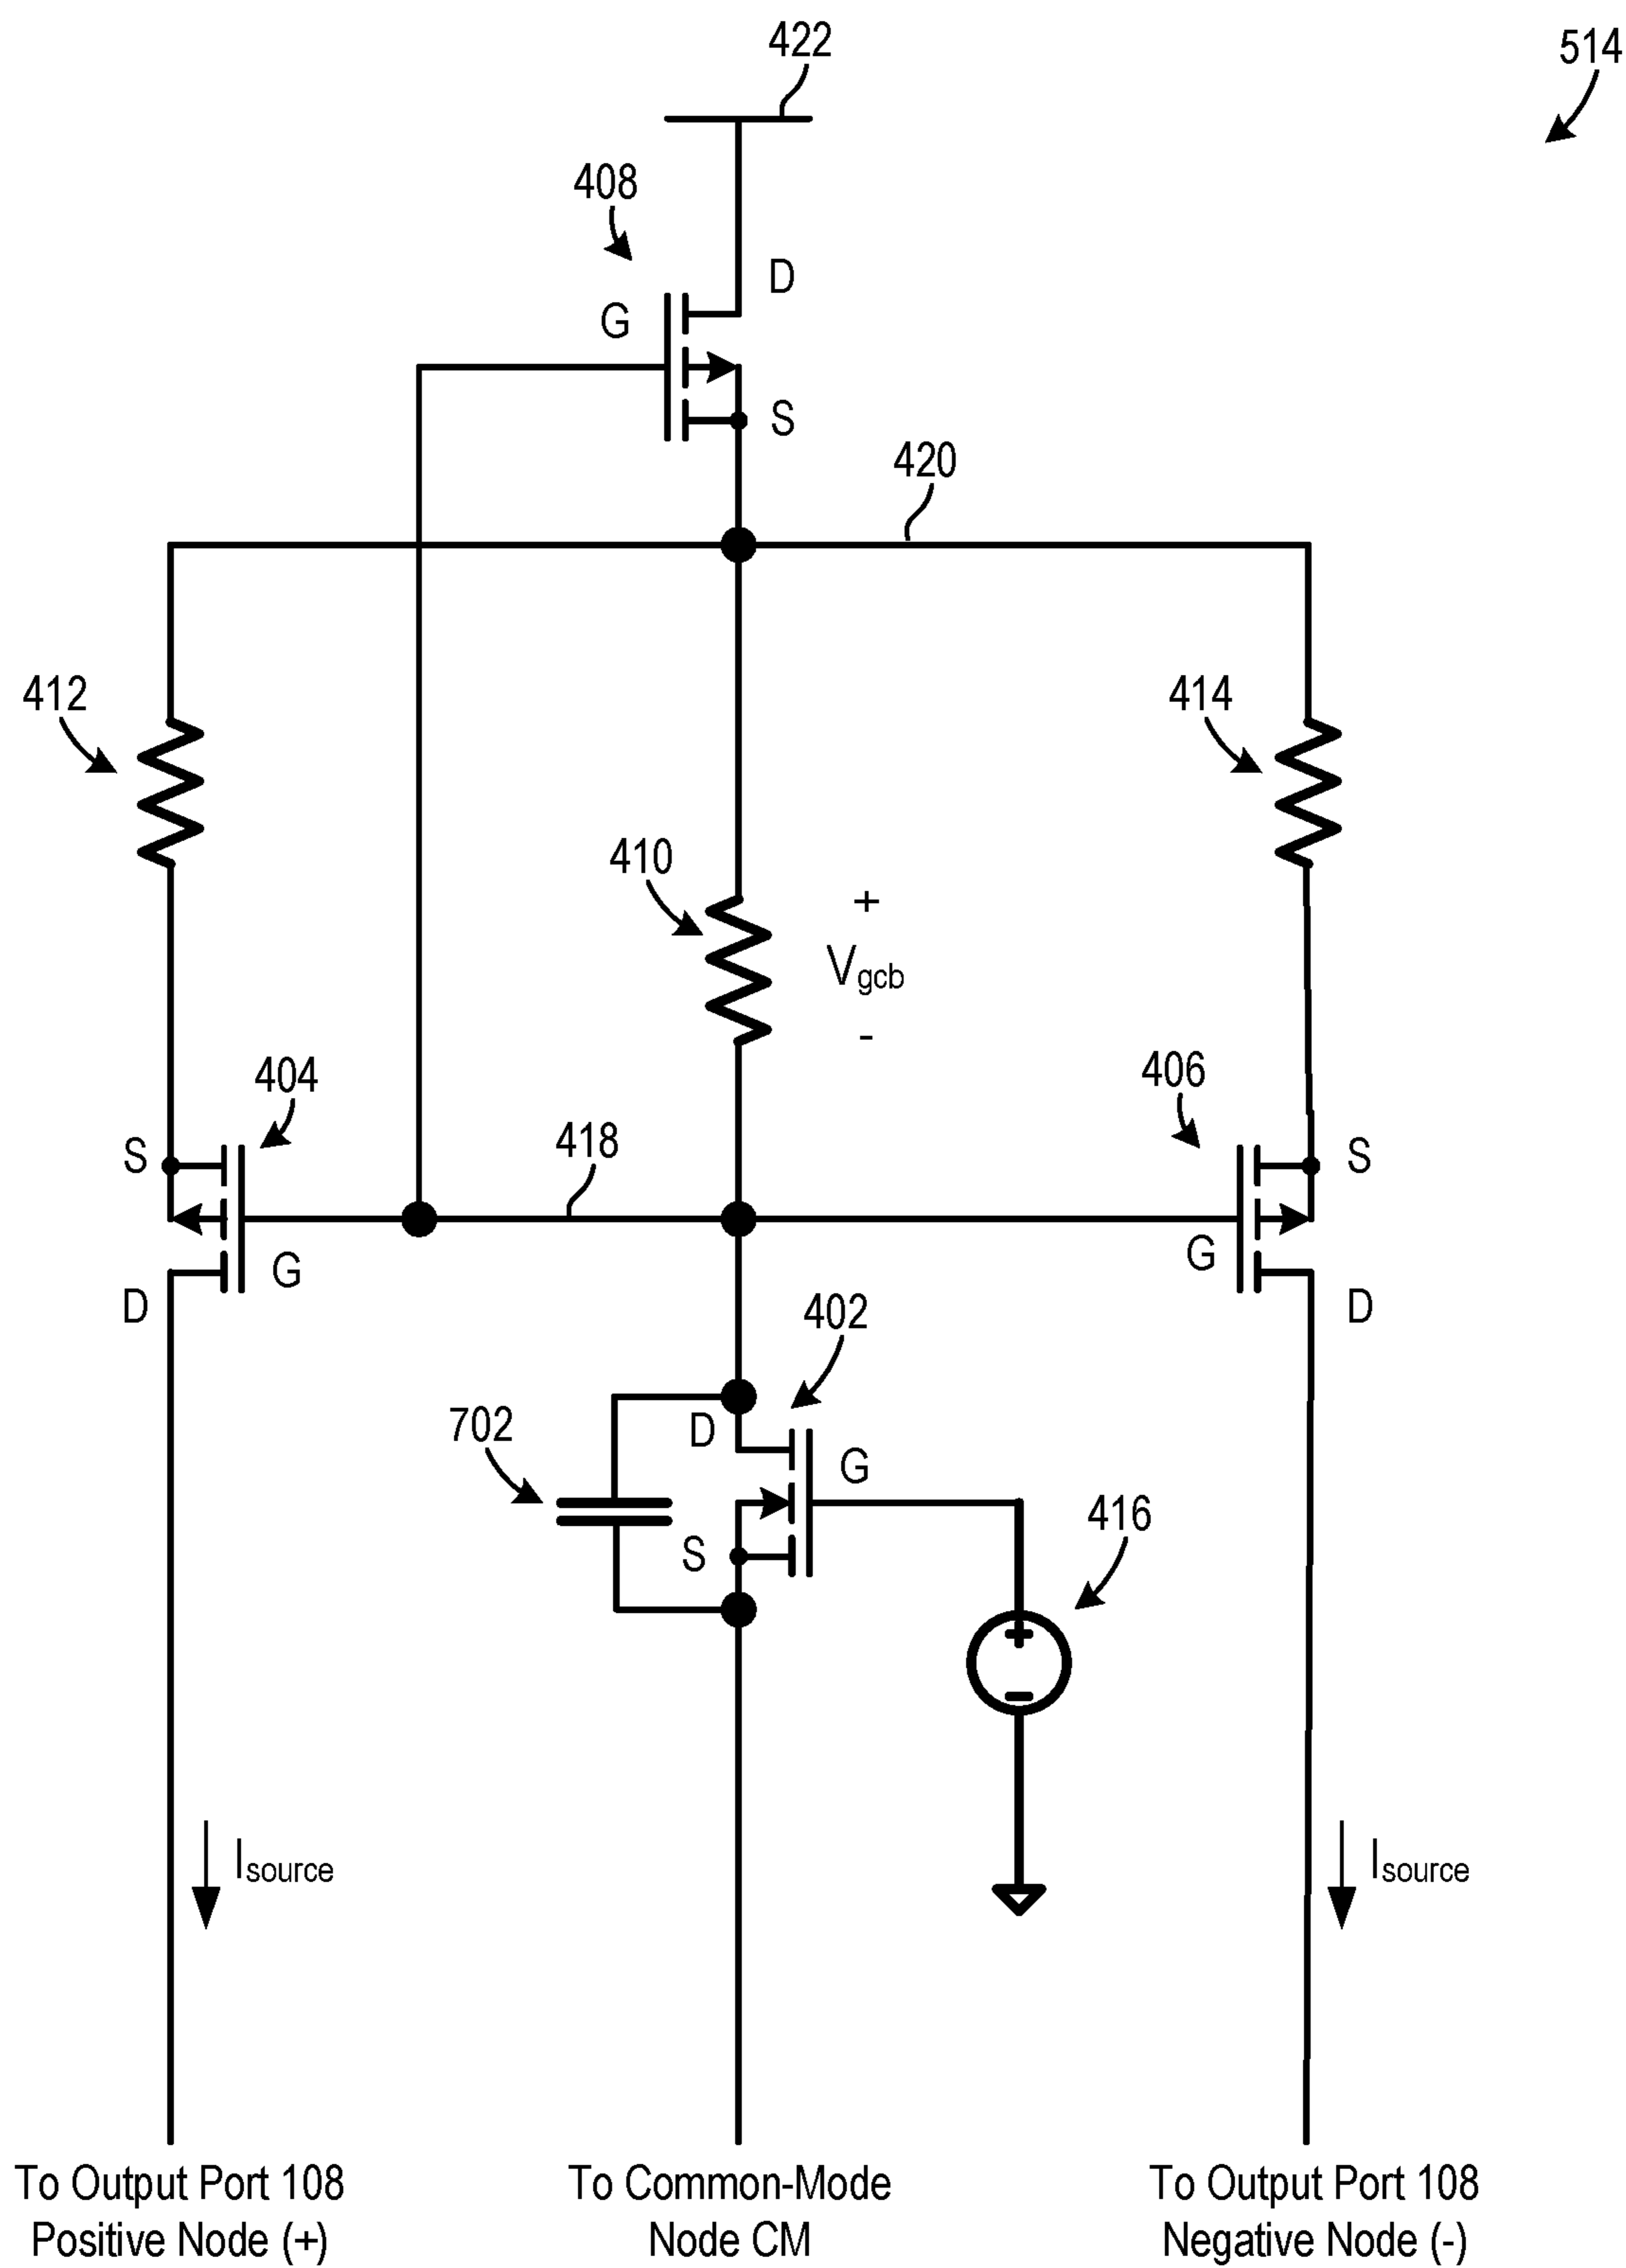 422
514
408
D
G
S
420
412
414
410
+
Vgcb
-
404
406
S
418
S
G
G
D
D
402
702
D
G
416
S
+
-
Isource
Isource
To Output Port 108
Positive Node (+)
To Common-Mode
Node CM
To Output Port 108
Negative Node (-)